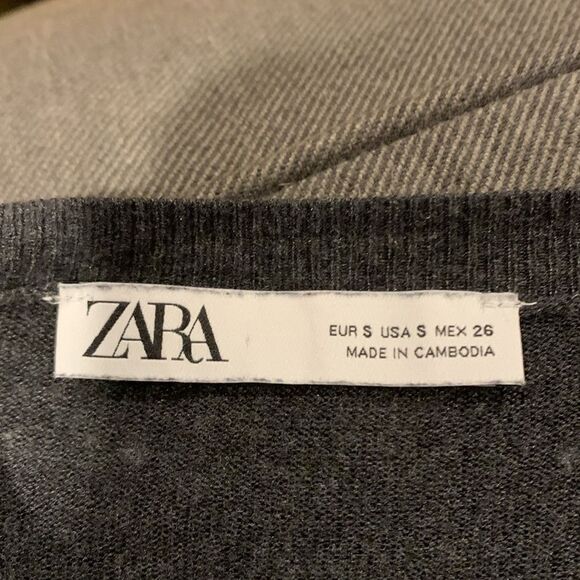 ZARA
EUR S USA S MEX 26
MADE IN CAMBODIA